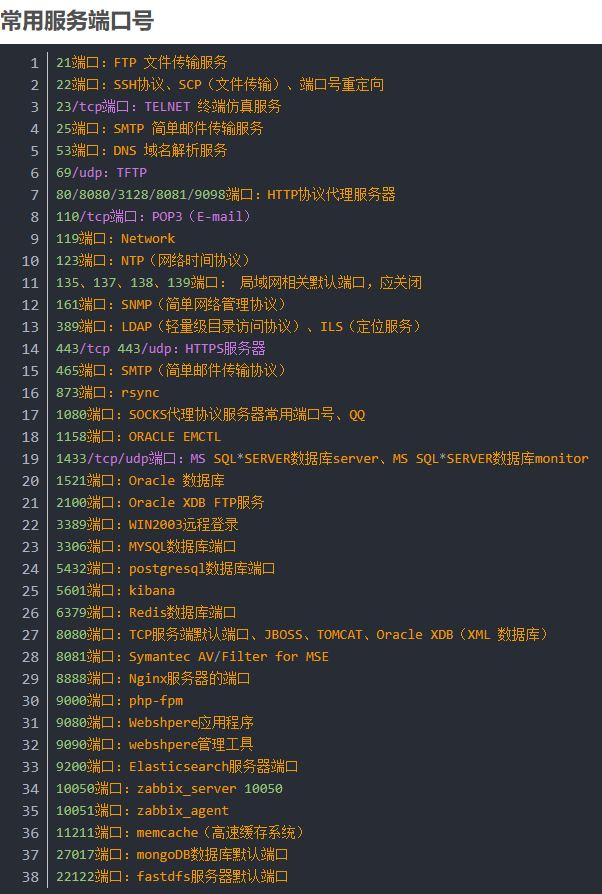 常用服务端口号
1 21端口：FTP 文件传输服务
2 22端口：SSH协议、SCP（文件传输）、端口号重定向
3 23/tcp端口：TELNET 终端仿真服务
4 25端口：SMTP 简单邮件传输服务
5 53端口：DNS 域名解析服务
6 69/udp：TFTP
7 80/8080/3128/8081/9098端口：HTTP协议代理服务器
8 110/tcp端口：POP3（E-mail）
9 119端口：Network
10 123端口：NTP（网络时间协议）
11 135、137、138、139端口： 局域网相关默认端口，应关闭
12 161端口：SNMP（简单网络管理协议）
13 389端口：LDAP（轻量级目录访问协议）、ILS（定位服务）
14 443/tcp 443/udp：HTTPS服务器
15 465端口：SMTP（简单邮件传输协议）
16 873端口：rsync
17 1080端口：SOCKS代理协议服务器常用端口号、QQ
18 1158端口：ORACLE EMCTL
19 1433/tcp/udp端口：MS SQL*SERVER数据库server、MS SQL*SERVER数据库monitor
20 1521端口：Oracle 数据库
21 2100端口：Oracle XDB FTP服务
22 3389端口：WIN2003远程登录
23 3306端口：MYSQL数据库端口
24 5432端口：postgresql数据库端口
25 5601端口：kibana
26 6379端口：Redis数据库端口
27 8080端口：TCP服务端默认端口、JBOSS、TOMCAT、Oracle XDB（XML 数据库）
28 8081端口：Symantec AV/Filter for MSE
29 8888端口：Nginx服务器的端口
30 9000端口：php-fpm
31 9080端口：Webshpere应用程序
32 9090端口：webshpere管理工具
33 9200端口：Elasticsearch服务器端口
34 10050端口：zabbix_server 10050
35 10051端口：zabbix_agent
36 11211端口：memcache（高速缓存系统）
37 27017端口：mongoDB数据库默认端口
38 22122端口：fastdfs服务器默认端口